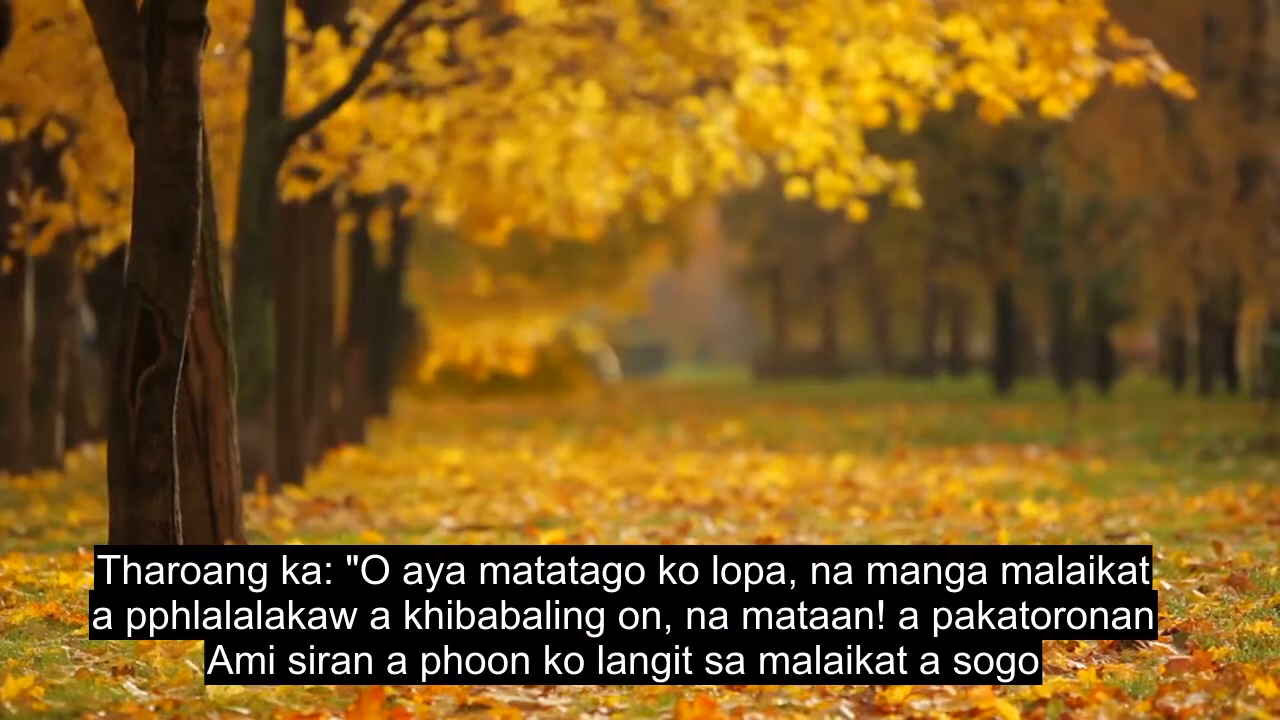 Tharoang ka: "O aya matatago ko lopa, na manga malaikat
a pphlalalakaw a khibabaling on, na mataan! a pakatoronan
Ami siran a phoon ko langit sa malaikat a sogo